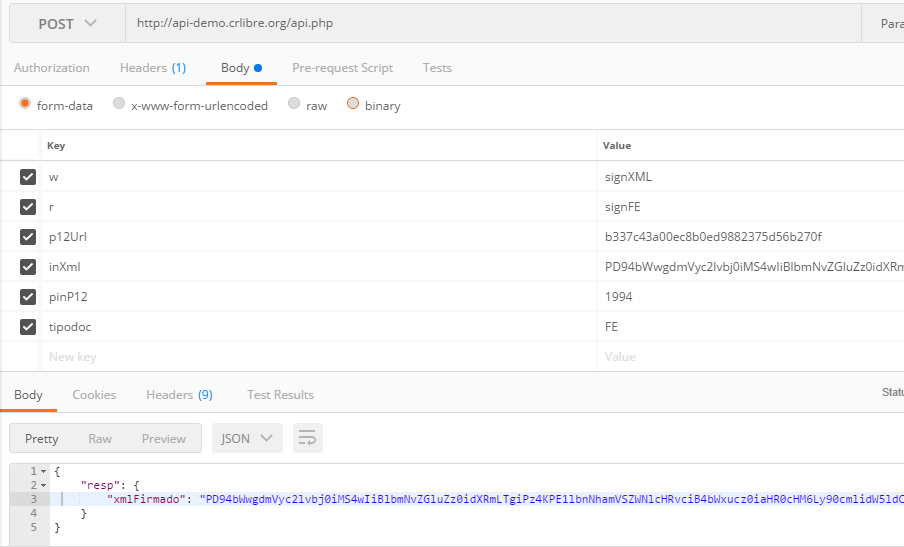 POST http://api-demo.crlibre.org/api.php Para
Authorization Headers (1) Body Pre-request Script Tests
form-data x-www-form-urlencoded raw binary
Key Value
w signXML
r signFE
p12Url b337c43a00ec8b0ed9882375d56b270f
inXml PD94bWwgdmVyc2lvbj0iMS4wIiBlbmNvZGluZz0idXRm
pinP12 1994
tipodoc FE
New key Value
Body Cookies Headers (9) Test Results Statu
Pretty Raw Preview JSON
1 {
2 "resp": {
3 "xmlFirmado": "PD94bWwgdmVyc2lvbj0iMS4wIiBlbmNvZGluZz0idXRmLTgiPz4KPE1lbnNhamVSZWNlcHRvciB4bWxucz0iaHR0cHM6Ly90cmlidW5ldC
4 }
5 }